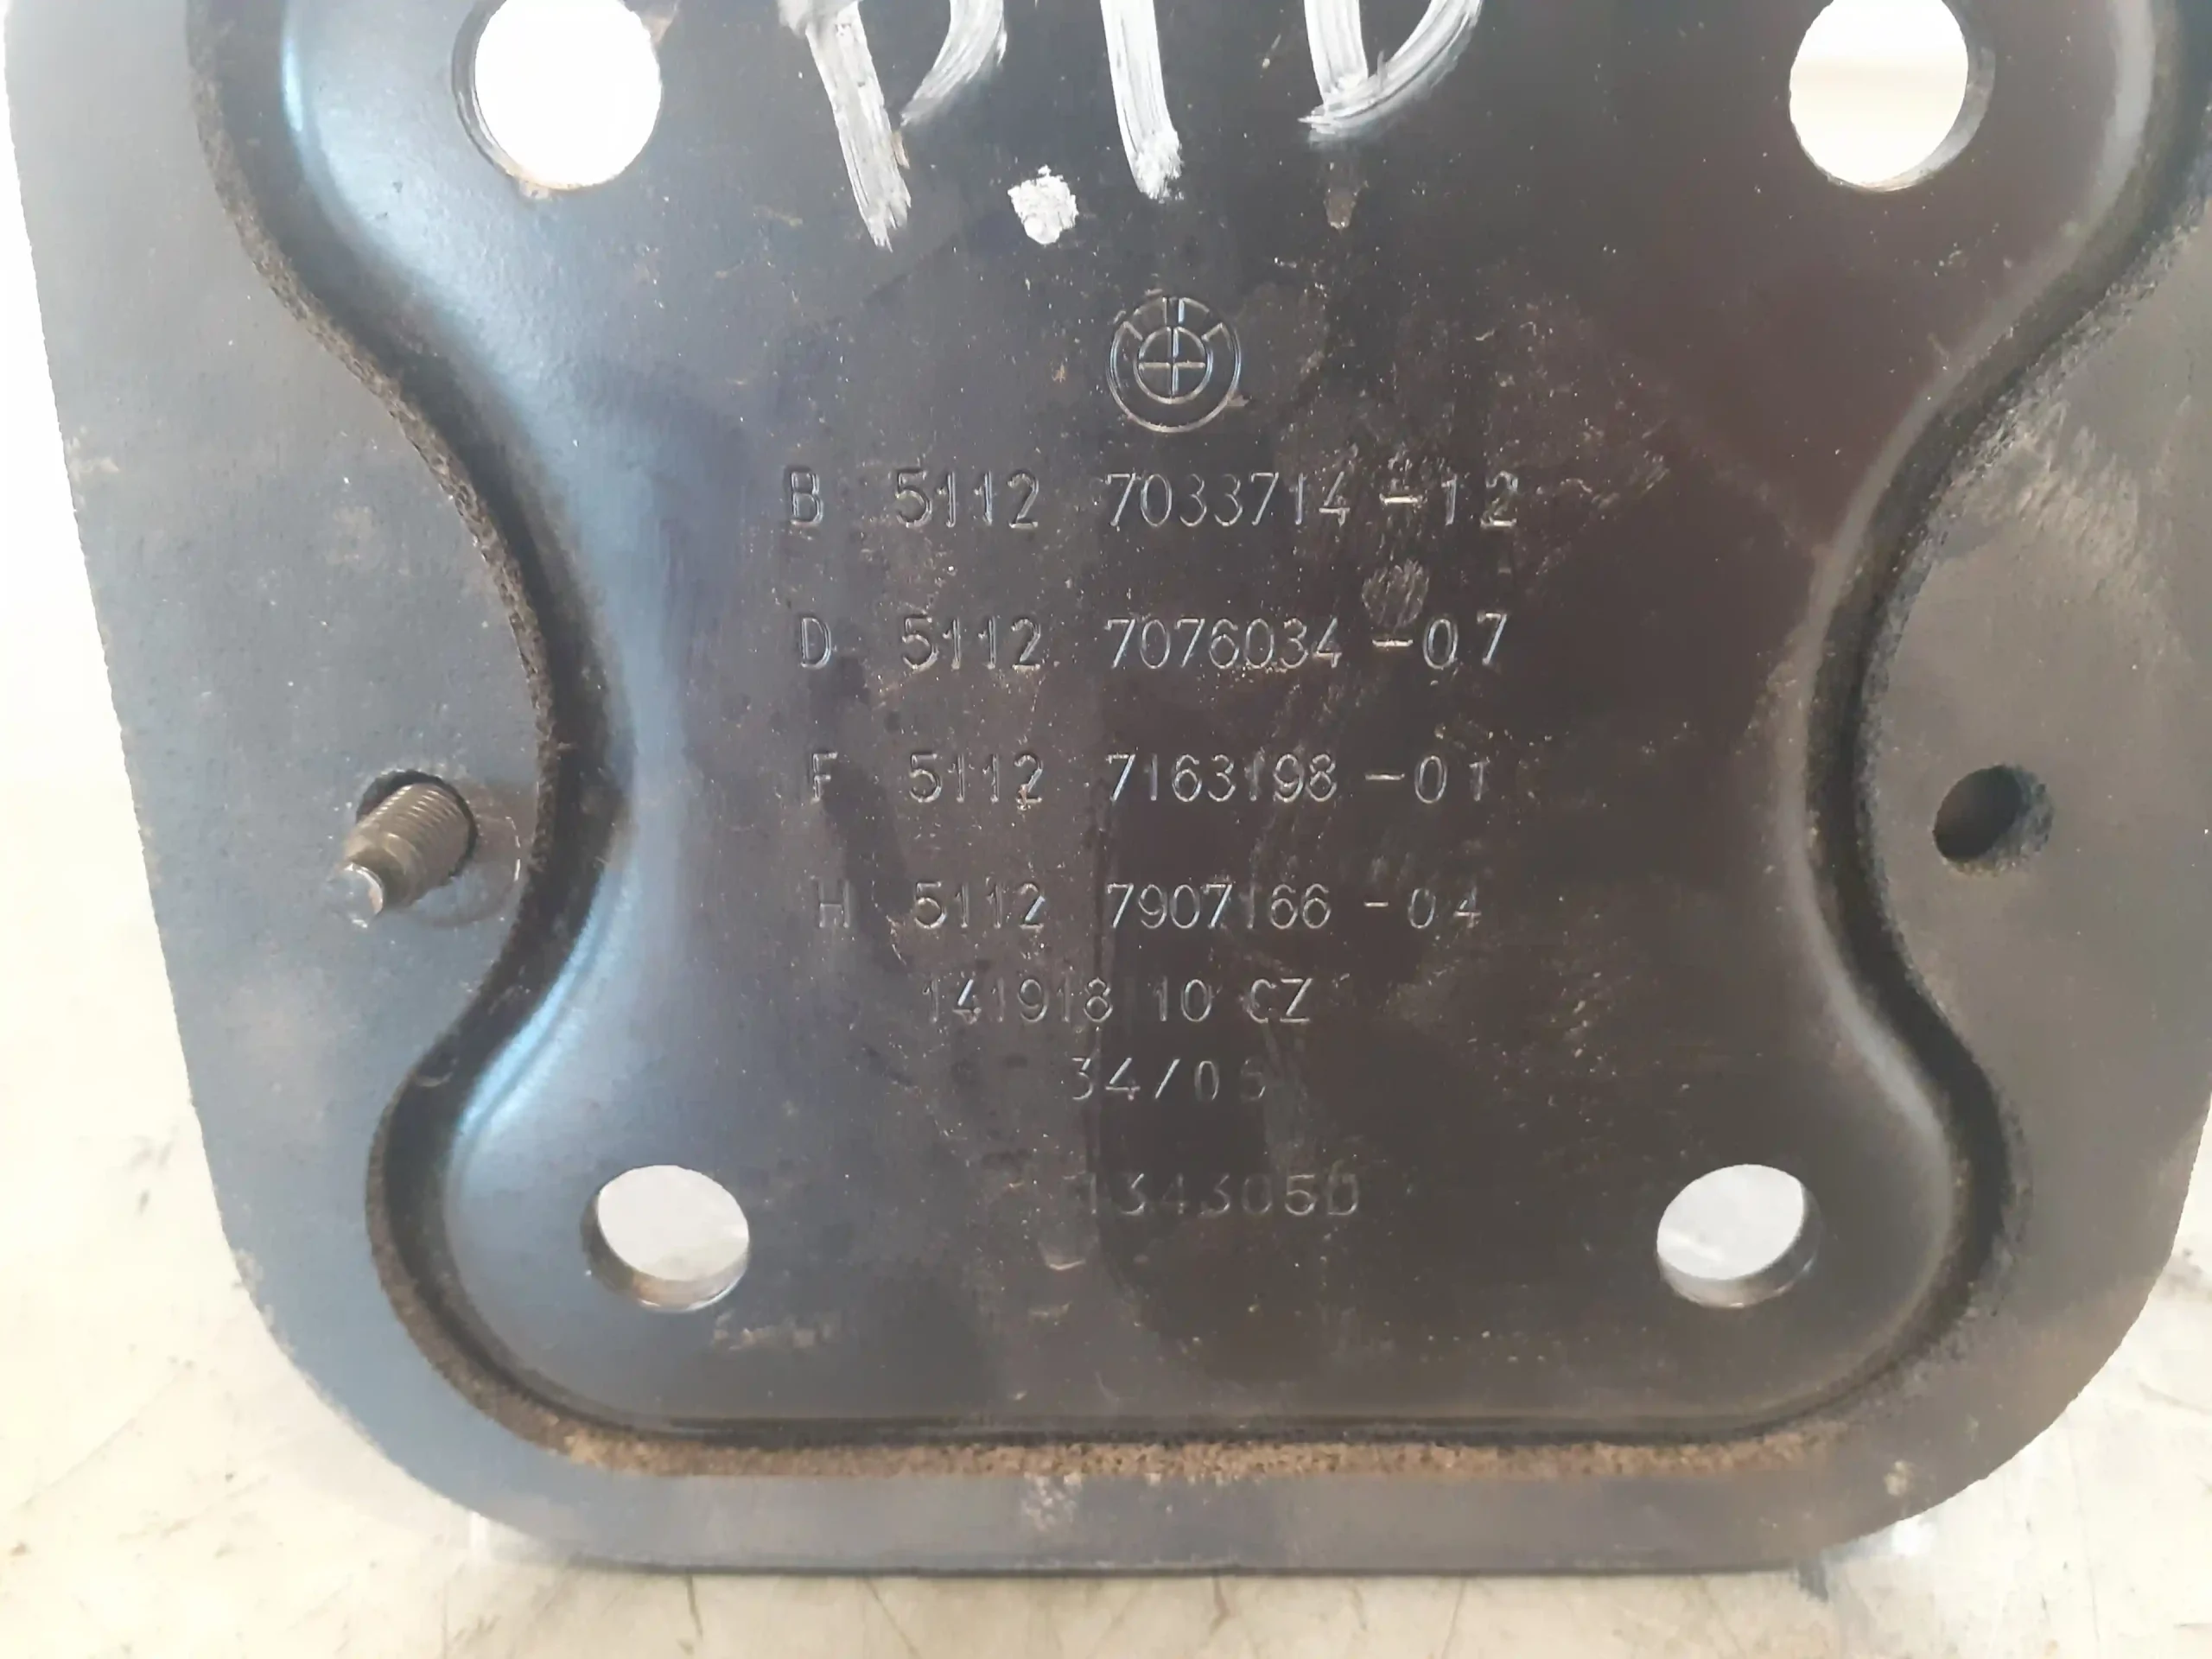 B 5112 7033714-12
D 5112 7076034-07
F 5112 7163198-01
H 5112 7907166-04
141918 10 CZ